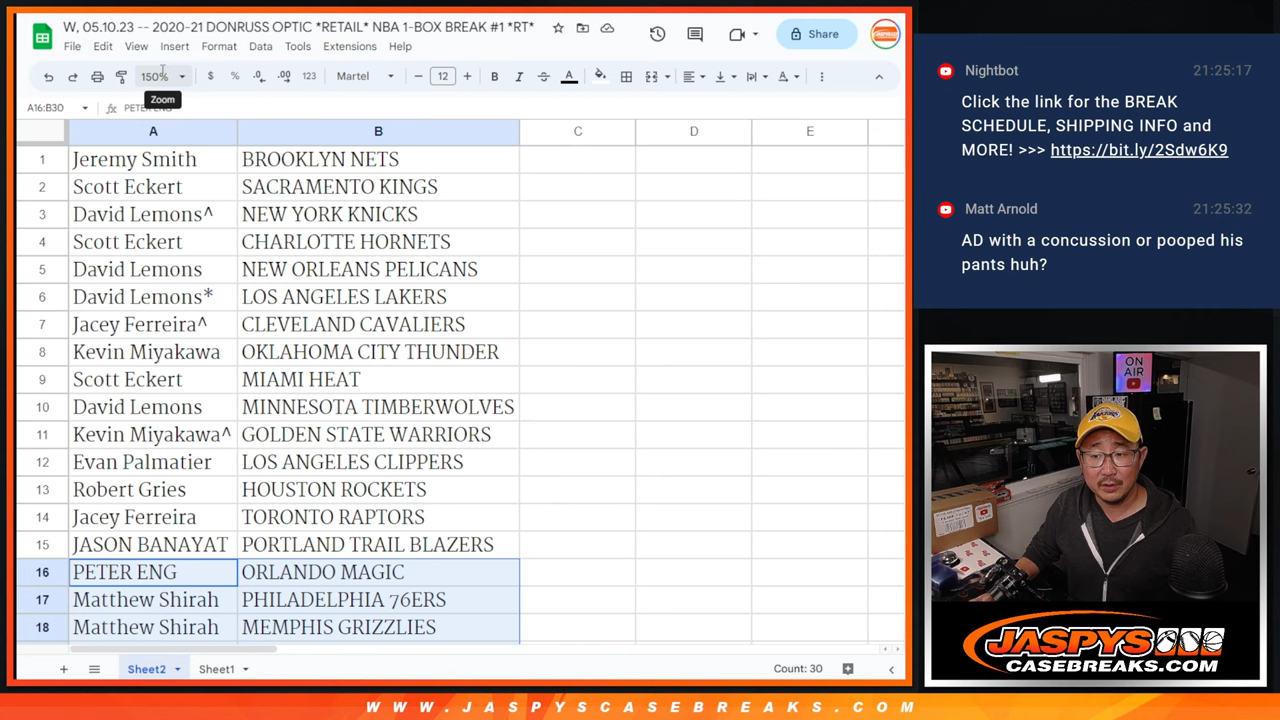 W, 05.10.23 -- 2020-21 DONRUSS OPTIC *RETAIL* NBA 1-BOX BREAK #1 *RT*
File Edit View Insert Format Data Tools Extensions Help
Share
150% $ % .0 .00 123 Martel 12
Zoom
A16:B30 PETER ENG
A B C D E
1 Jeremy Smith BROOKLYN NETS
2 Scott Eckert SACRAMENTO KINGS
3 David Lemons^ NEW YORK KNICKS
4 Scott Eckert CHARLOTTE HORNETS
5 David Lemons NEW ORLEANS PELICANS
6 David Lemons* LOS ANGELES LAKERS
7 Jacey Ferreira^ CLEVELAND CAVALIERS
8 Kevin Miyakawa OKLAHOMA CITY THUNDER
9 Scott Eckert MIAMI HEAT
10 David Lemons MINNESOTA TIMBERWOLVES
11 Kevin Miyakawa^ GOLDEN STATE WARRIORS
12 Evan Palmatier LOS ANGELES CLIPPERS
13 Robert Gries HOUSTON ROCKETS
14 Jacey Ferreira TORONTO RAPTORS
15 JASON BANAYAT PORTLAND TRAIL BLAZERS
16 PETER ENG ORLANDO MAGIC
17 Matthew Shirah PHILADELPHIA 76ERS
18 Matthew Shirah MEMPHIS GRIZZLIES
Sheet2 Sheet1 Count: 30
Nightbot 21:25:17
Click the link for the BREAK
SCHEDULE, SHIPPING INFO and
MORE! >>> https://bit.ly/2Sdw6K9
Matt Arnold 21:25:32
AD with a concussion or pooped his
pants huh?
ON
AIR
JASPYS
CASEBREAKS.COM
WWW.JASPYSCASEBREAKS.COM